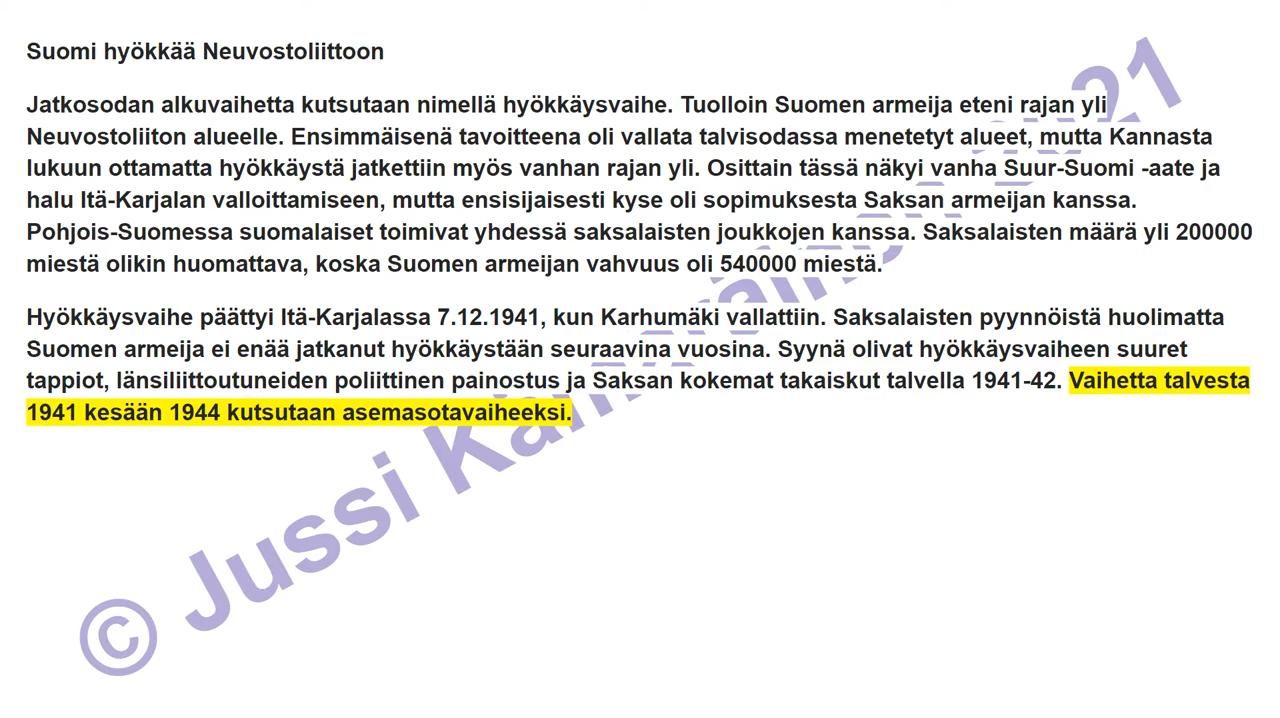 Suomi hyökkää Neuvostoliittoon
Jatkosodan alkuvaihetta kutsutaan nimellä hyökkäysvaihe. Tuolloin Suomen armeija eteni rajan yli
Neuvostoliiton alueelle. Ensimmäisenä tavoitteena oli vallata talvisodassa menetetyt alueet, mutta Kannasta
lukuun ottamatta hyökkäystä jatkettiin myös vanhan rajan yli. Osittain tässä näkyi vanha Suur-Suomi -aate ja
halu Itä-Karjalan valloittamiseen, mutta ensisijaisesti kyse oli sopimuksesta Saksan armeijan kanssa.
Pohjois-Suomessa suomalaiset toimivat yhdessä saksalaisten joukkojen kanssa. Saksalaisten määrä yli 200000
miestä olikin huomattava, koska Suomen armeijan vahvuus oli 540000 miestä.
Hyökkäysvaihe päättyi Itä-Karjalassa 7.12.1941, kun Karhumäki vallattiin. Saksalaisten pyynnöistä huolimatta
Suomen armeija ei enää jatkanut hyökkäystään seuraavina vuosina. Syynä olivat hyökkäysvaiheen suuret
tappiot, länsiliittoutuneiden poliittinen painostus ja Saksan kokemat takaiskut talvella 1941-42. Vaihetta talvesta
1941 kesään 1944 kutsutaan asemasotavaiheeksi.
© Jussi